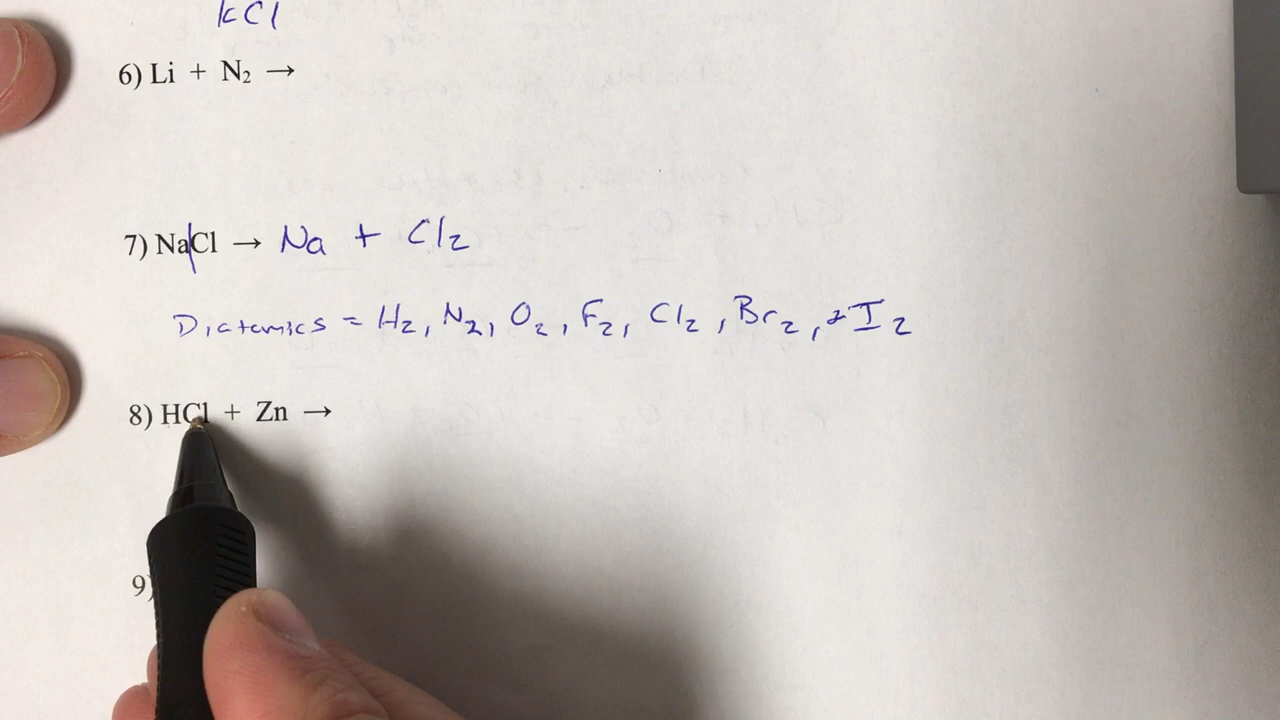 KCl
6) Li + N₂ →
7) NaCl → Na + Cl₂
Diatomics = H₂, N₂, O₂, F₂, Cl₂, Br₂, + I₂
8) HCl + Zn →
9)